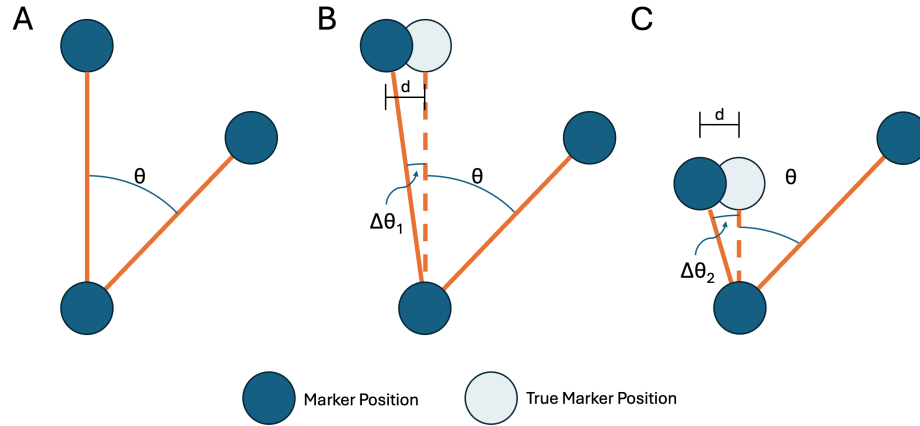 A
B
C
d
d
θ
θ
θ
Δθ₁
Δθ₂
Marker Position
True Marker Position